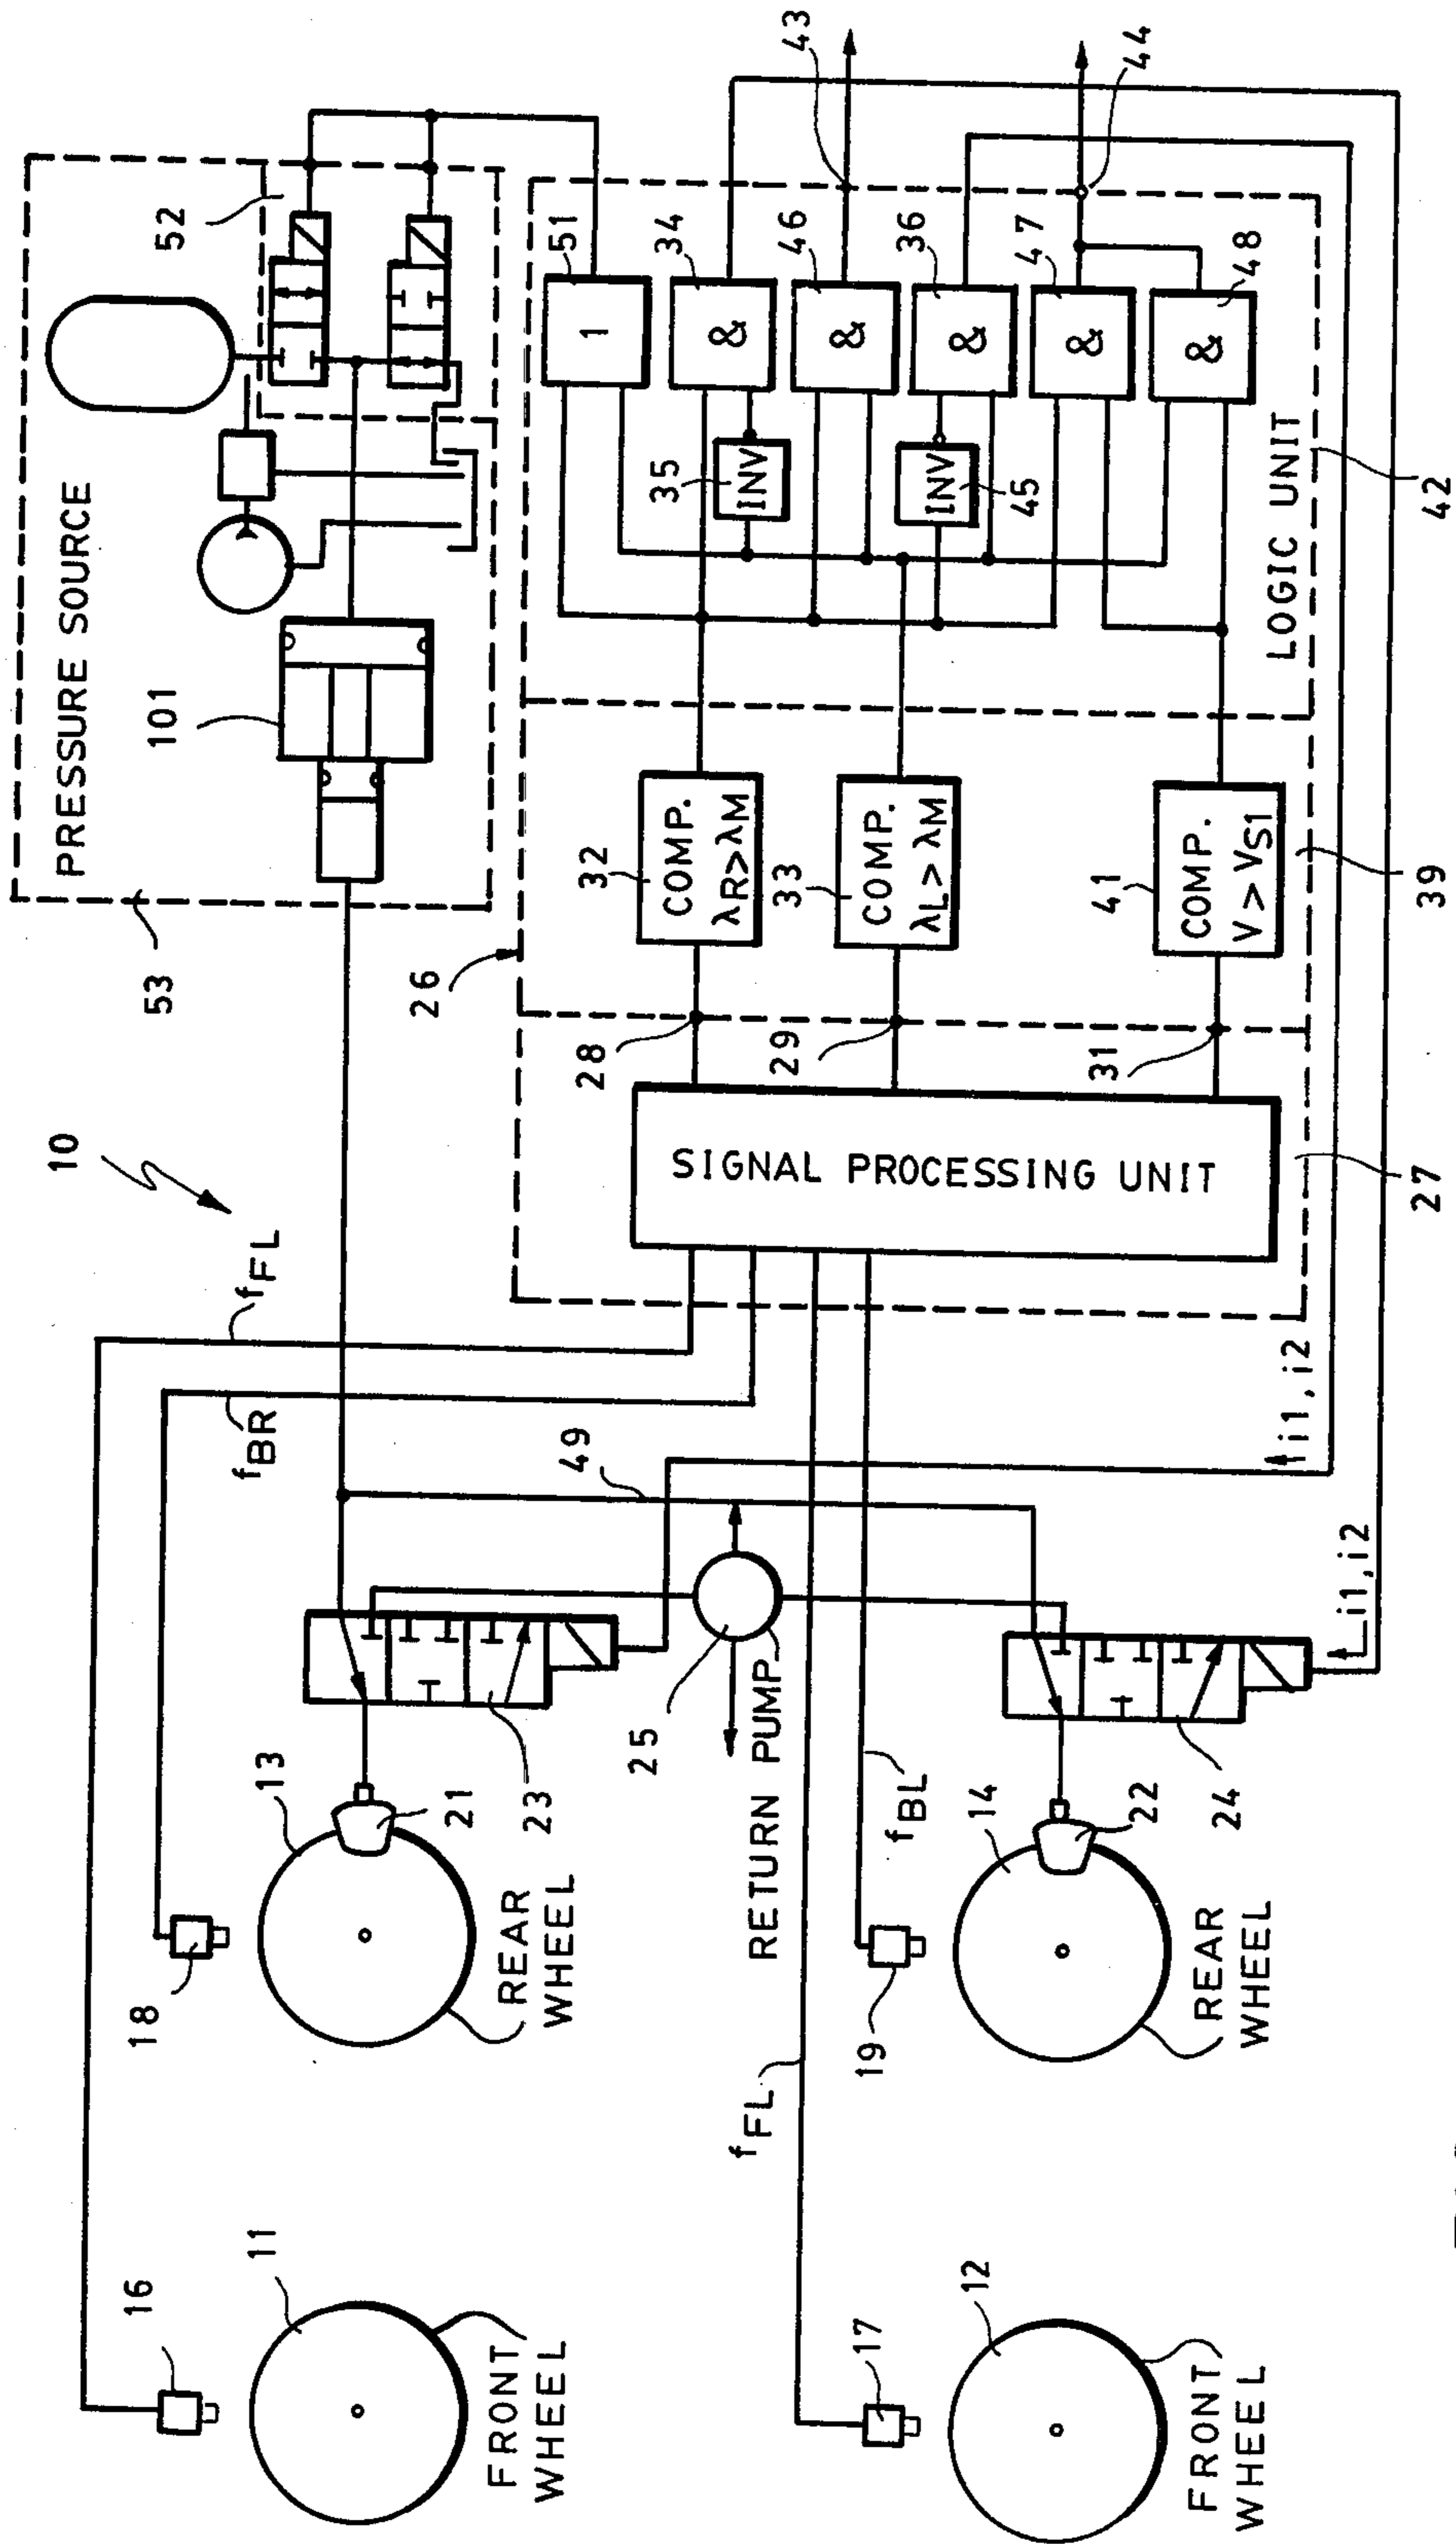 10
PRESSURE SOURCE
53
101
52
26
28
29
31
32
COMP.
λR>λM
33
COMP.
λL>λM
41
COMP.
V > VS1
39
51
1
34
&
46
&
36
&
47
&
48
&
35
INV
INV
45
LOGIC UNIT
42
43
44
SIGNAL PROCESSING UNIT
27
fFL
fBR
49
i1, i2
i1, i2
25
RETURN PUMP
fBL
fFL
16
11
FRONT
WHEEL
18
13
21
23
REAR
WHEEL
17
12
FRONT
WHEEL
19
14
22
24
REAR
WHEEL